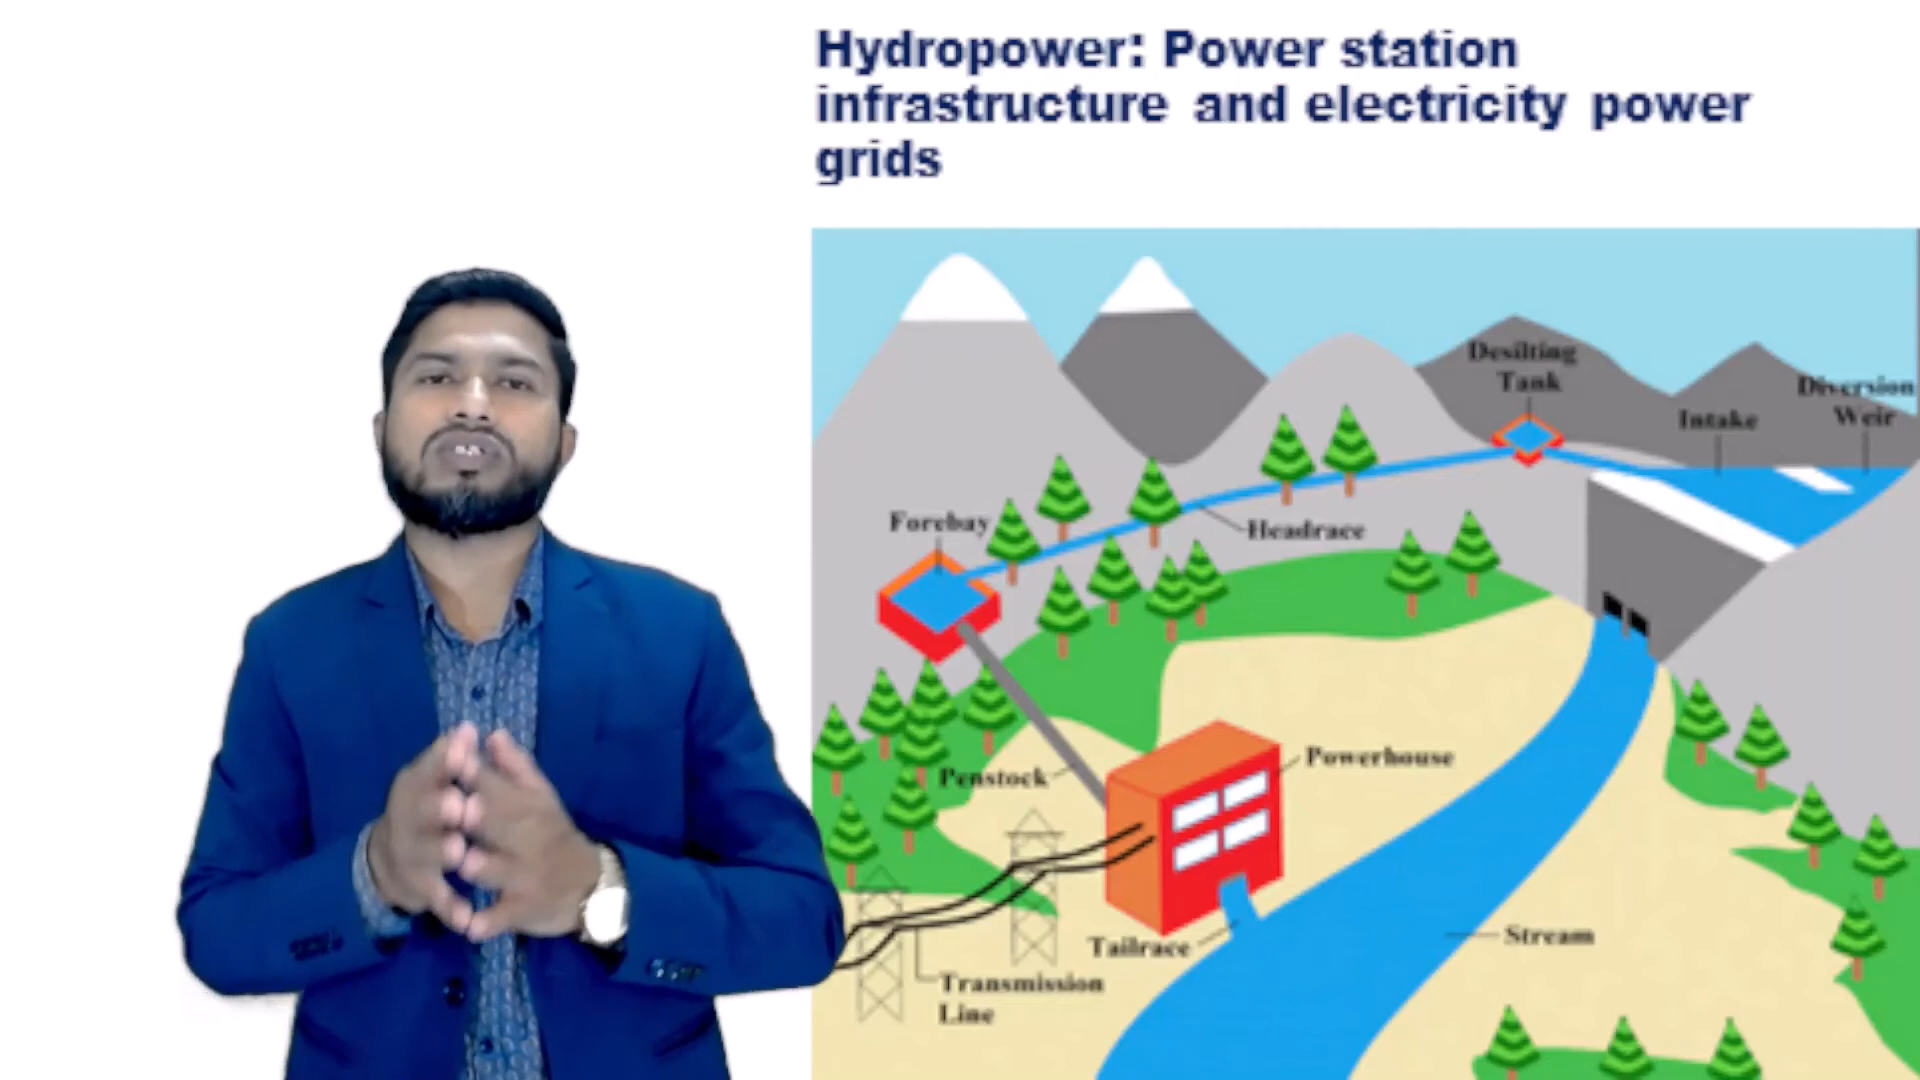 Hydropower: Power station
infrastructure and electricity power
grids
Desilting
Tank
Diversion
Weir
Intake
Forebay
Headrace
Penstock
Powerhouse
Tailrace
Stream
Transmission
Line